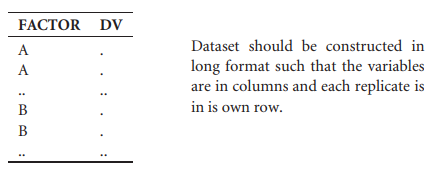 FACTOR DV
A .
A .
.. ..
B .
B .
.. ..
Dataset should be constructed in
long format such that the variables
are in columns and each replicate is
in is own row.